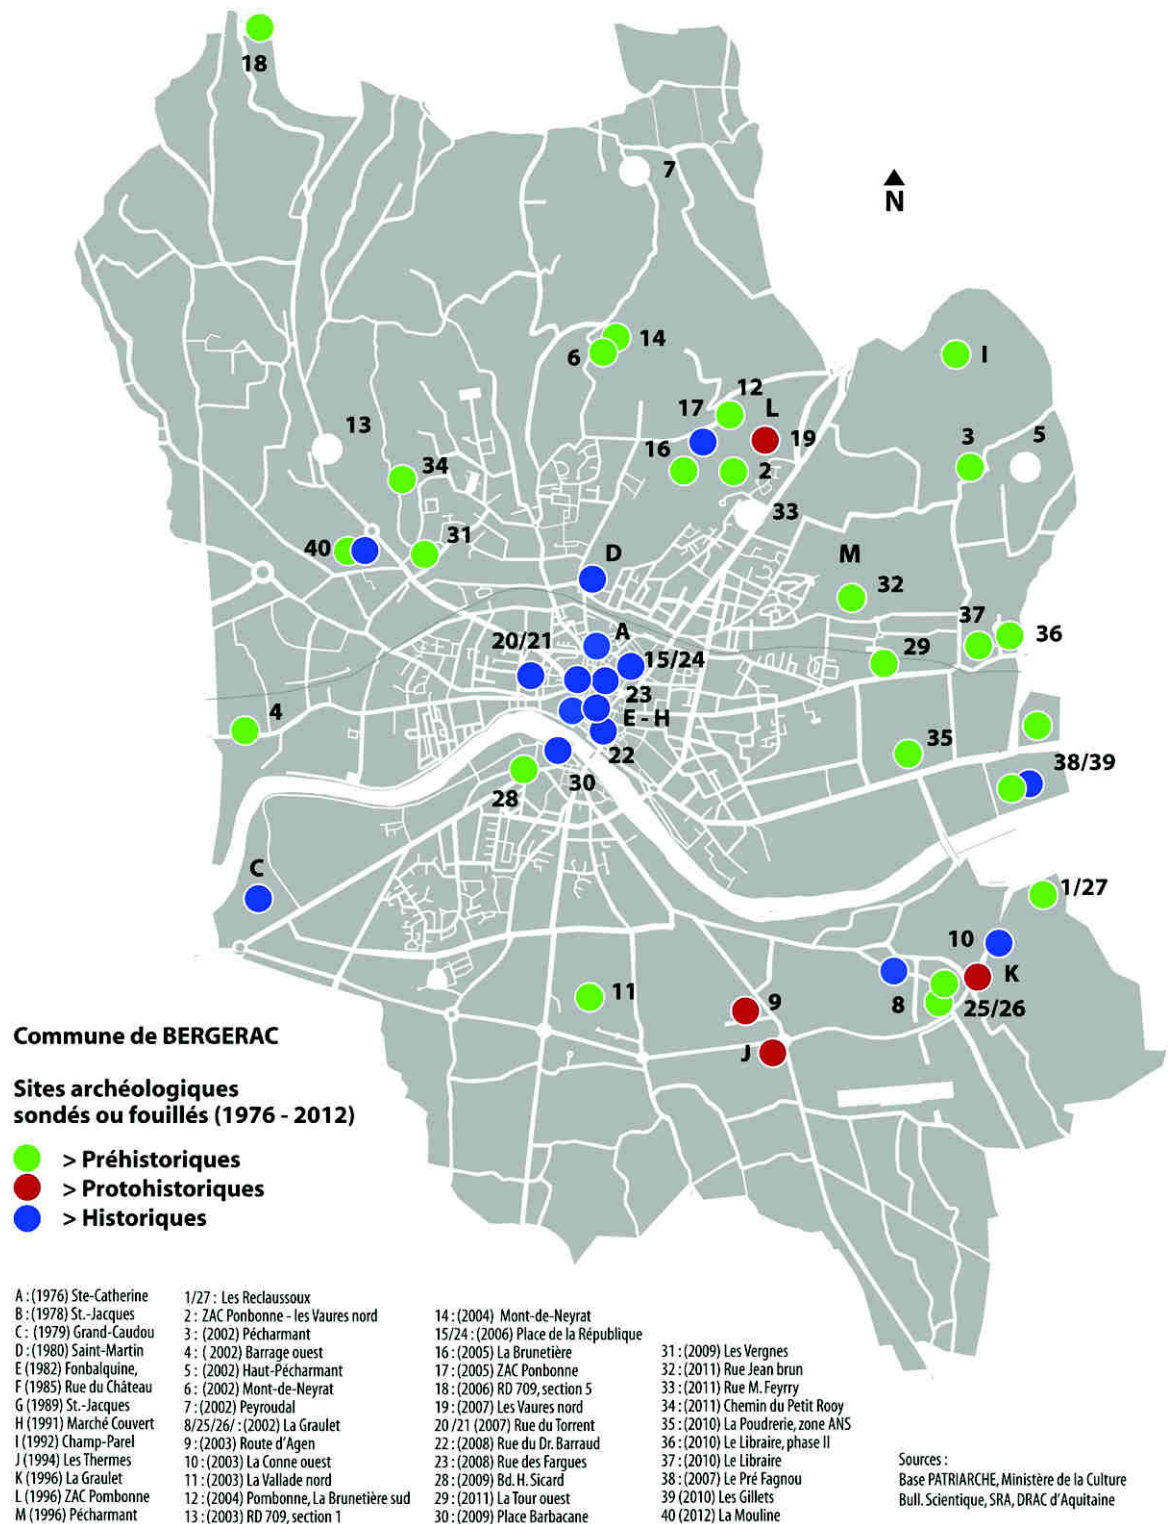 18
7
N
14
6
I
12
L
17
13
19
3
5
16
34
2
33
31
40
D
M
32
A
37
36
20/21
15/24
29
23
4
E - H
35
22
38/39
30
28
C
1/27
10
K
11
9
8
25/26
J
Commune de BERGERAC
Sites archéologiques
sondés ou fouillés (1976 - 2012)
> Préhistoriques
> Protohistoriques
> Historiques
A : (1976) Ste-Catherine
B : (1978) St.-Jacques
C : (1979) Grand-Caudou
D : (1980) Saint-Martin
E (1982) Fonbalquine,
F (1985) Rue du Château
G (1989) St.-Jacques
H (1991) Marché Couvert
I (1992) Champ-Parel
J (1994) Les Thermes
K (1996) La Graulet
L (1996) ZAC Pombonne
M (1996) Pécharmant
1/27 : Les Reclaussoux
2 : ZAC Ponbonne - les Vaures nord
3 : (2002) Pécharmant
4 : ( 2002) Barrage ouest
5 : (2002) Haut-Pécharmant
6 : (2002) Mont-de-Neyrat
7 : (2002) Peyroudal
8/25/26/ : (2002) La Graulet
9 : (2003) Route d'Agen
10 : (2003) La Conne ouest
11 : (2003) La Vallade nord
12 : (2004) Pombonne, La Brunetière sud
13 : (2003) RD 709, section 1
14 : (2004) Mont-de-Neyrat
15/24 : (2006) Place de la République
16 : (2005) La Brunetière
17 : (2005) ZAC Ponbonne
18 : (2006) RD 709, section 5
19 : (2007) Les Vaures nord
20 /21 (2007) Rue du Torrent
22 : (2008) Rue du Dr. Barraud
23 : (2008) Rue des Fargues
28 : (2009) Bd. H. Sicard
29 : (2011) La Tour ouest
30 : (2009) Place Barbacane
31 : (2009) Les Vergnes
32 : (2011) Rue Jean brun
33 : (2011) Rue M. Feyrry
34 : (2011) Chemin du Petit Rooy
35 : (2010) La Poudrerie, zone ANS
36 : (2010) Le Libraire, phase II
37 : (2010) Le Libraire
38 : (2007) Le Pré Fagnou
39 (2010) Les Gillets
40 (2012) La Mouline
Sources :
Base PATRIARCHE, Ministère de la Culture
Bull. Scientique, SRA, DRAC d'Aquitaine